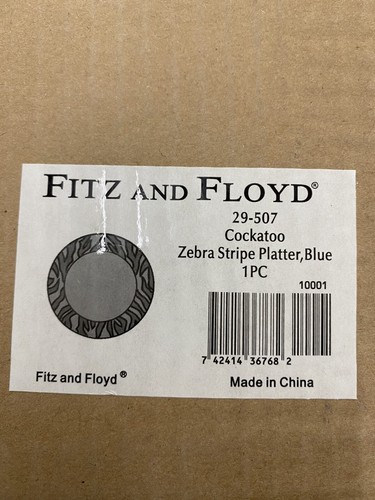 FITZ AND FLOYD®
29-507
Cockatoo
Zebra Stripe Platter,Blue
1PC
10001
7 42414 36768 2
Fitz and Floyd ®
Made in China